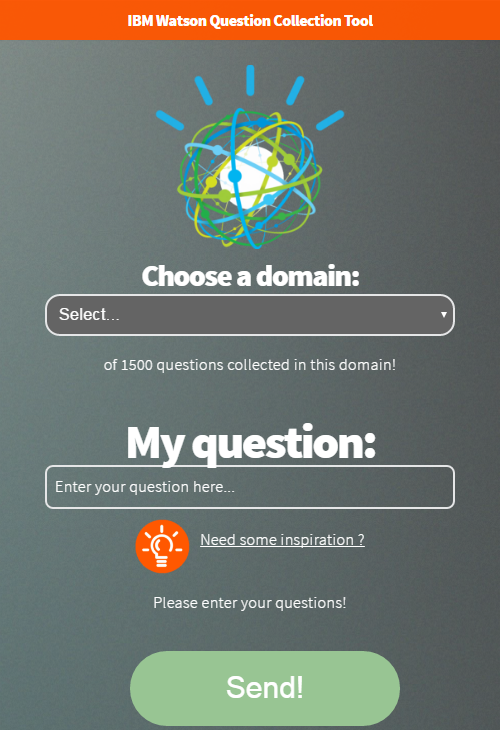 IBM Watson Question Collection Tool
Choose a domain:
Select...
of 1500 questions collected in this domain!
My question:
Enter your question here...
Need some inspiration ?
Please enter your questions!
Send!